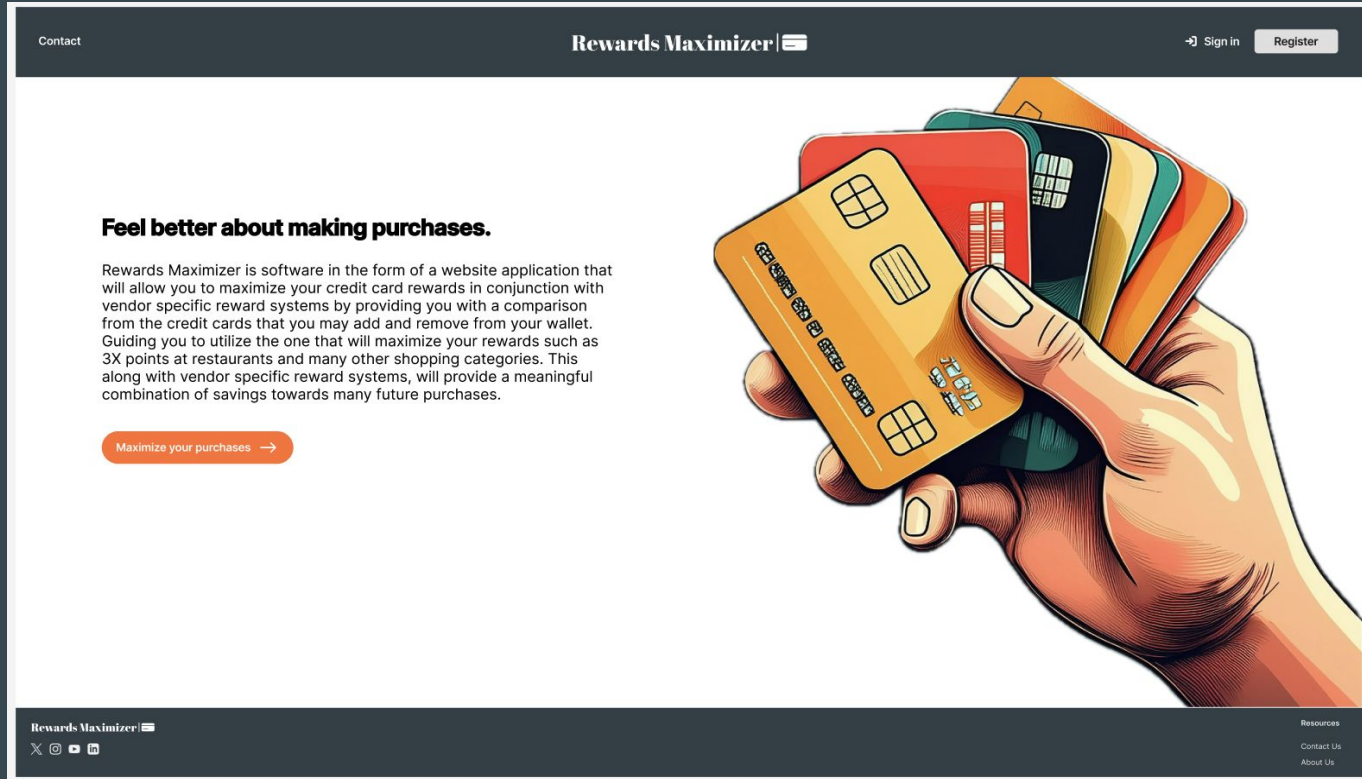 Contact
Rewards Maximizer
Sign in
Register
Feel better about making purchases.
Rewards Maximizer is software in the form of a website application that
will allow you to maximize your credit card rewards in conjunction with
vendor specific reward systems by providing you with a comparison
from the credit cards that you may add and remove from your wallet.
Guiding you to utilize the one that will maximize your rewards such as
3X points at restaurants and many other shopping categories. This
along with vendor specific reward systems, will provide a meaningful
combination of savings towards many future purchases.
Maximize your purchases →
Rewards Maximizer
Resources
Contact Us
About Us